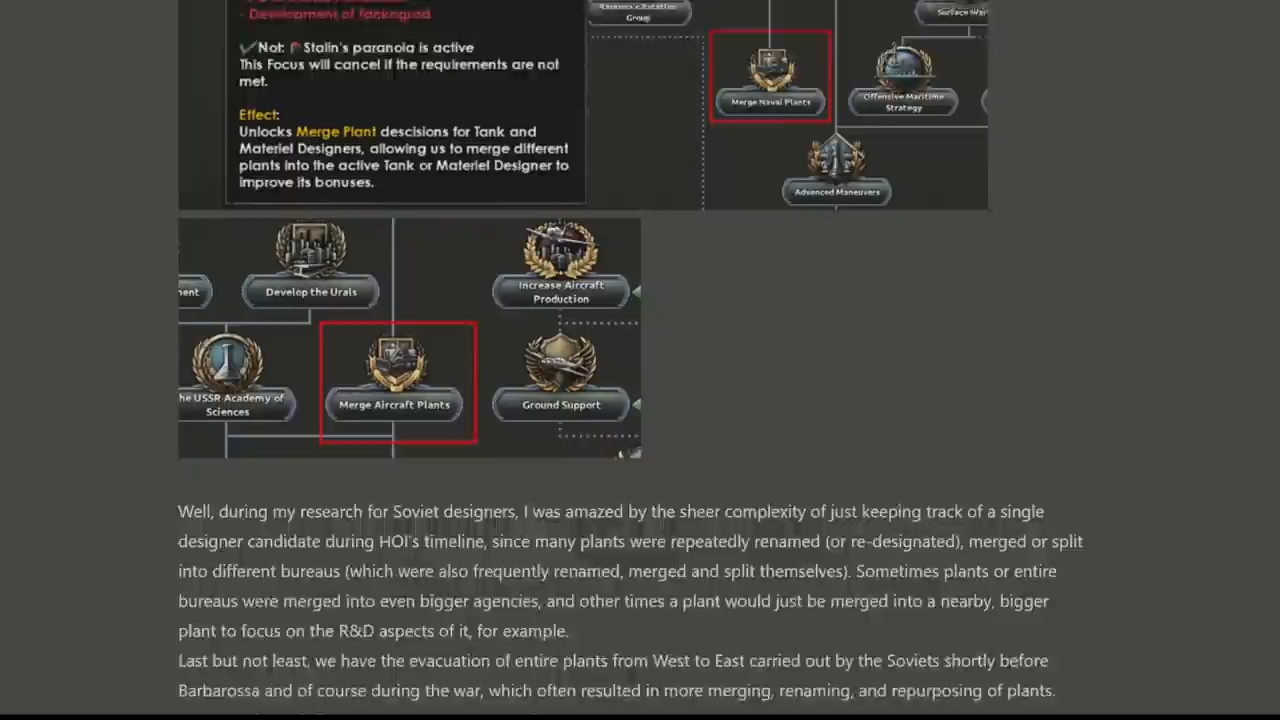 - Development of Tankograd
Group
Surface War
Not: Stalin's paranoia is active
This Focus will cancel if the requirements are not
met.
Effect:
Unlocks Merge Plant descisions for Tank and
Materiel Designers, allowing us to merge different
plants into the active Tank or Materiel Designer to
improve its bonuses.
Merge Naval Plants
Offensive Maritime
Strategy
Advanced Maneuvers
ment
Develop the Urals
Increase Aircraft
Production
he USSR Academy of
Sciences
Merge Aircraft Plants
Ground Support
Well, during my research for Soviet designers, I was amazed by the sheer complexity of just keeping track of a single
designer candidate during HOI's timeline, since many plants were repeatedly renamed (or re-designated), merged or split
into different bureaus (which were also frequently renamed, merged and split themselves). Sometimes plants or entire
bureaus were merged into even bigger agencies, and other times a plant would just be merged into a nearby, bigger
plant to focus on the R&D aspects of it, for example.
Last but not least, we have the evacuation of entire plants from West to East carried out by the Soviets shortly before
Barbarossa and of course during the war, which often resulted in more merging, renaming, and repurposing of plants.